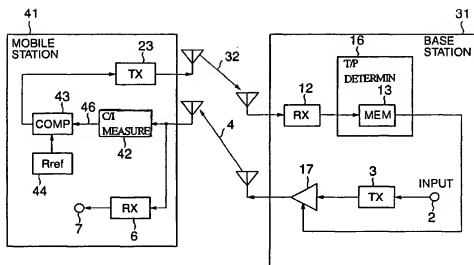 41
MOBILE
STATION
23
TX
32
43
COMP
46
C/I
MEASURE
42
Rref
44
4
RX
6
7
31
BASE
STATION
16
T/P
DETERMIN
12
RX
13
MEM
17
3
TX
INPUT
2